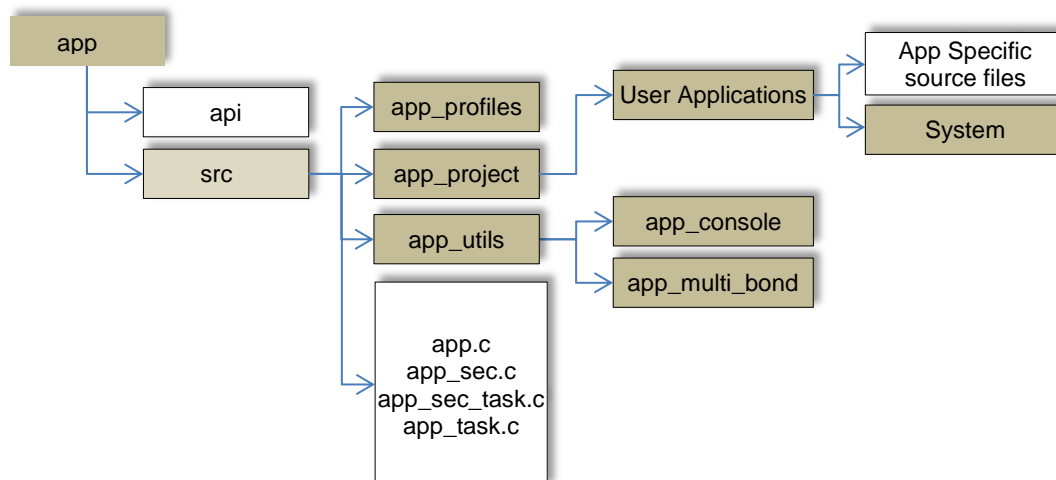 app
api
src
app_profiles
app_project
app_utils
app.c
app_sec.c
app_sec_task.c
app_task.c
User Applications
app_console
app_multi_bond
App Specific
source files
System